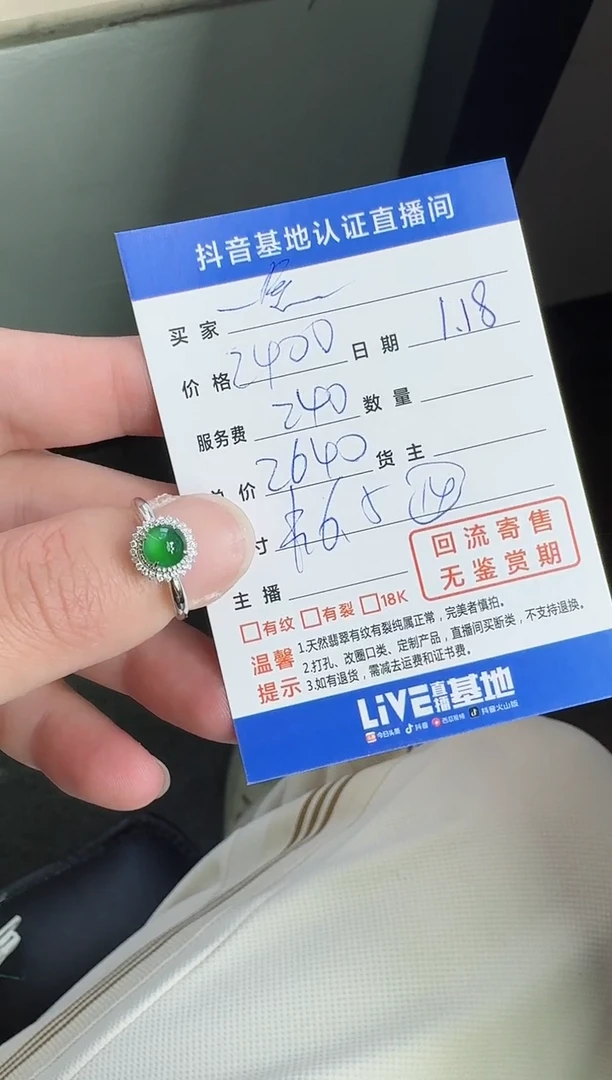 抖音基地认证直播间
买家
价格 2400 日期 1.18
服务费 240 数量
价 2640 货主
寸 6.5 14
主播
回流寄售
无鉴赏期
□有纹 □有裂 □18K
温馨提示
1.天然翡翠有纹有裂纯属正常，完美者慎拍。
2.打孔、改圈口类、定制产品，直播间买断类，不支持退换。
3.如有退货，需减去运费和证书费。
LiVE直播基地
今日头条 抖音 西瓜视频 抖音火山版